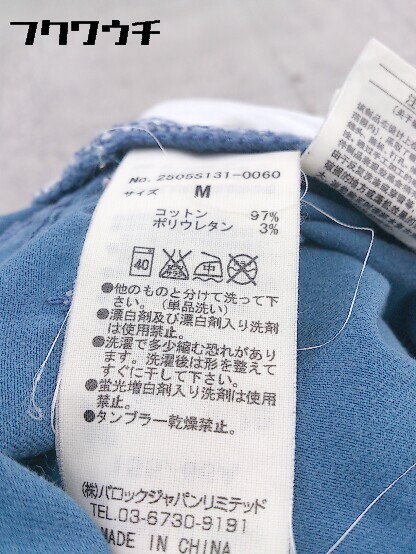 フクワウチ
No. 250SS131-0060
サイズ M
コットン 97%
ポリウレタン 3%
40
●他のものと分けて洗って下
さい。(単品洗い)
●漂白剤及び漂白剤入り洗剤
は使用禁止。
●洗濯で多少縮む恐れがあり
ます。洗濯後は形を整えて
すぐに干して下さい。
●蛍光増白剤入り洗剤は使用
禁止。
●タンブラー乾燥禁止。
(株)バロックジャパンリミテッド
TEL.03-6730-9191
MADE IN CHINA